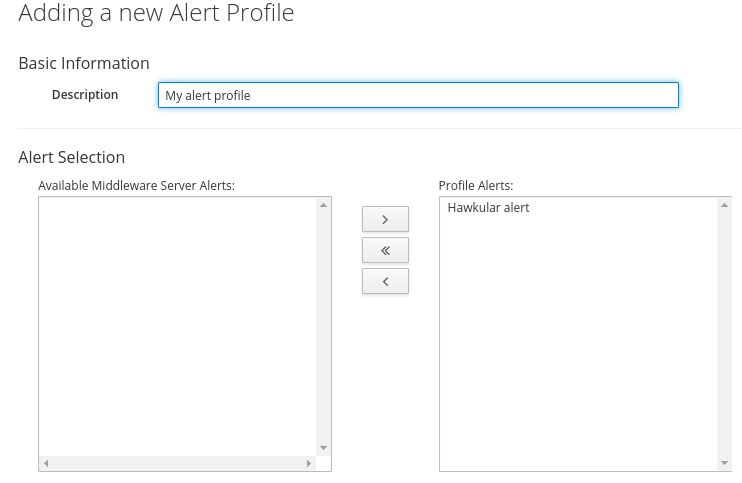 Adding a new Alert Profile
Basic Information
Description My alert profile
Alert Selection
Available Middleware Server Alerts: Profile Alerts:
Hawkular alert